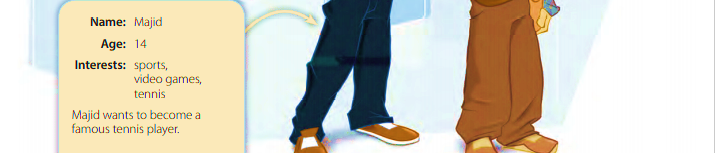 Name: Majid
Age: 14
Interests: sports,
video games,
tennis
Majid wants to become a
famous tennis player.